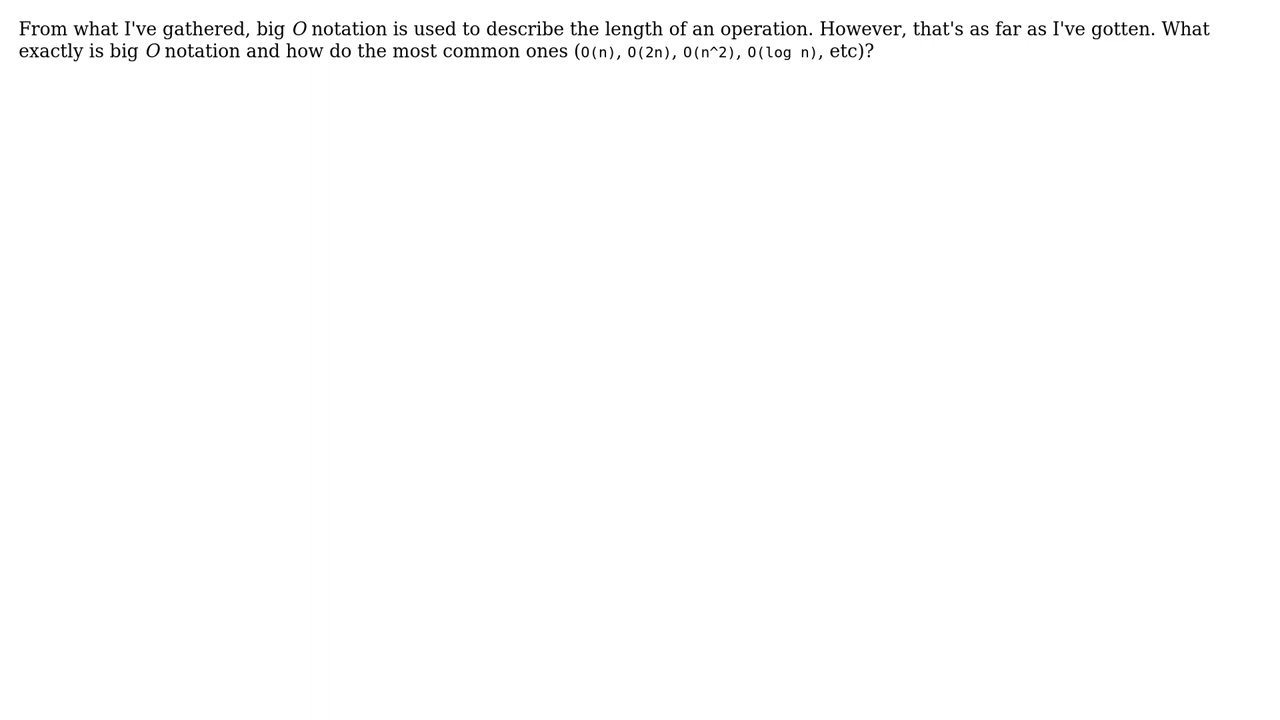 From what I've gathered, big O notation is used to describe the length of an operation. However, that's as far as I've gotten. What
exactly is big O notation and how do the most common ones (O(n), O(2n), O(n^2), O(log n), etc)?